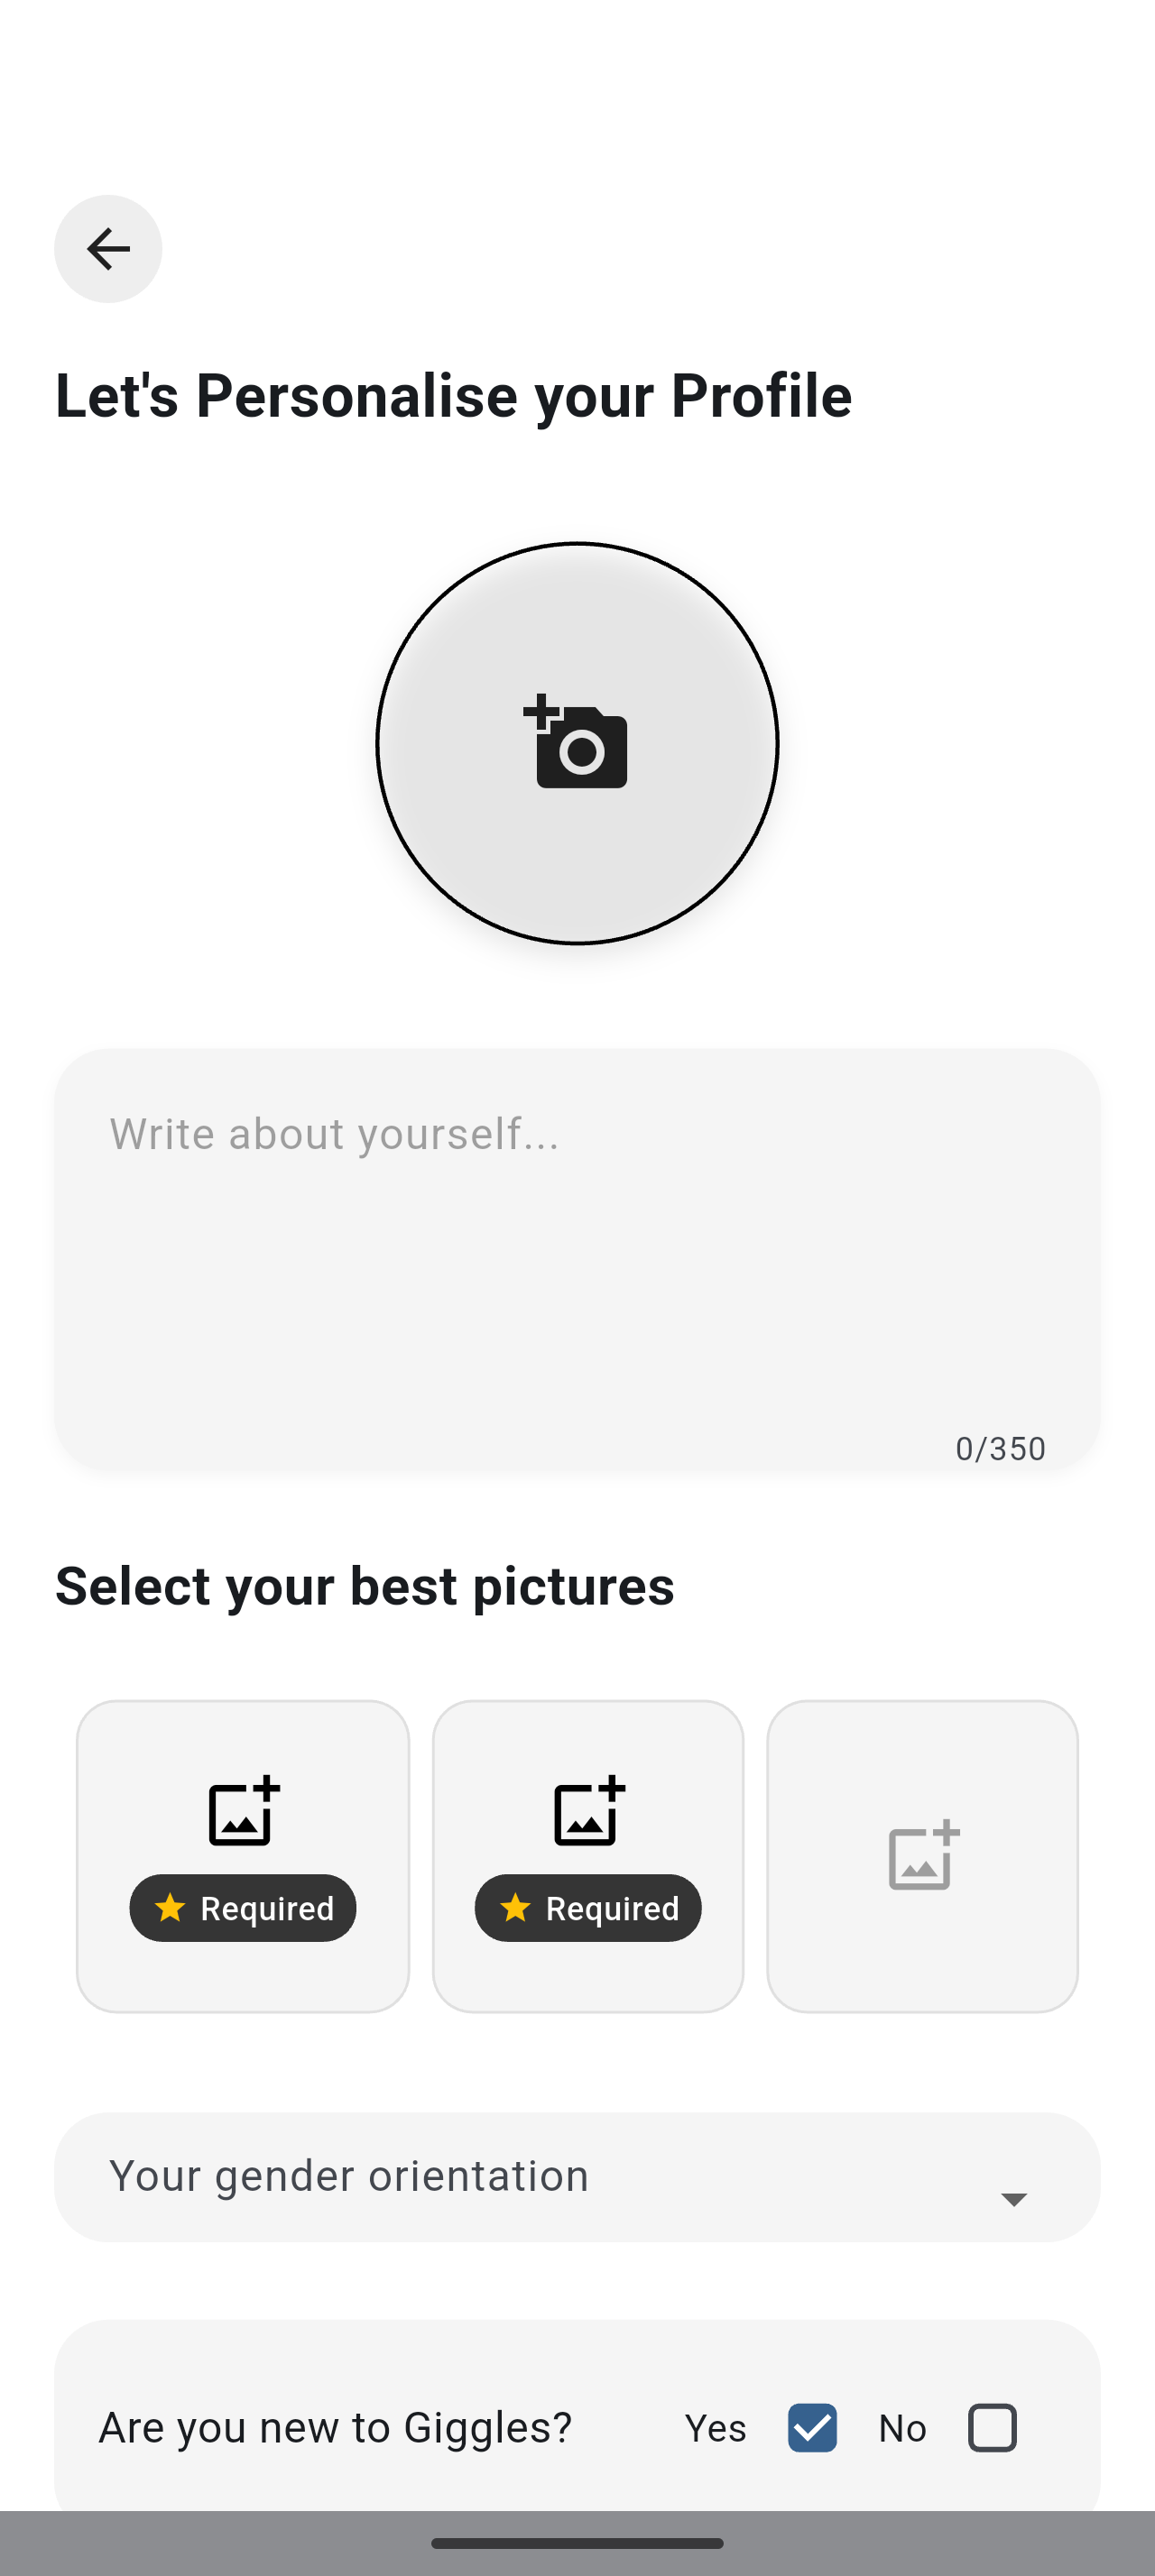 Let's Personalise your Profile
Write about yourself...
0/350
Select your best pictures
Required
Required
Your gender orientation
Are you new to Giggles? Yes No